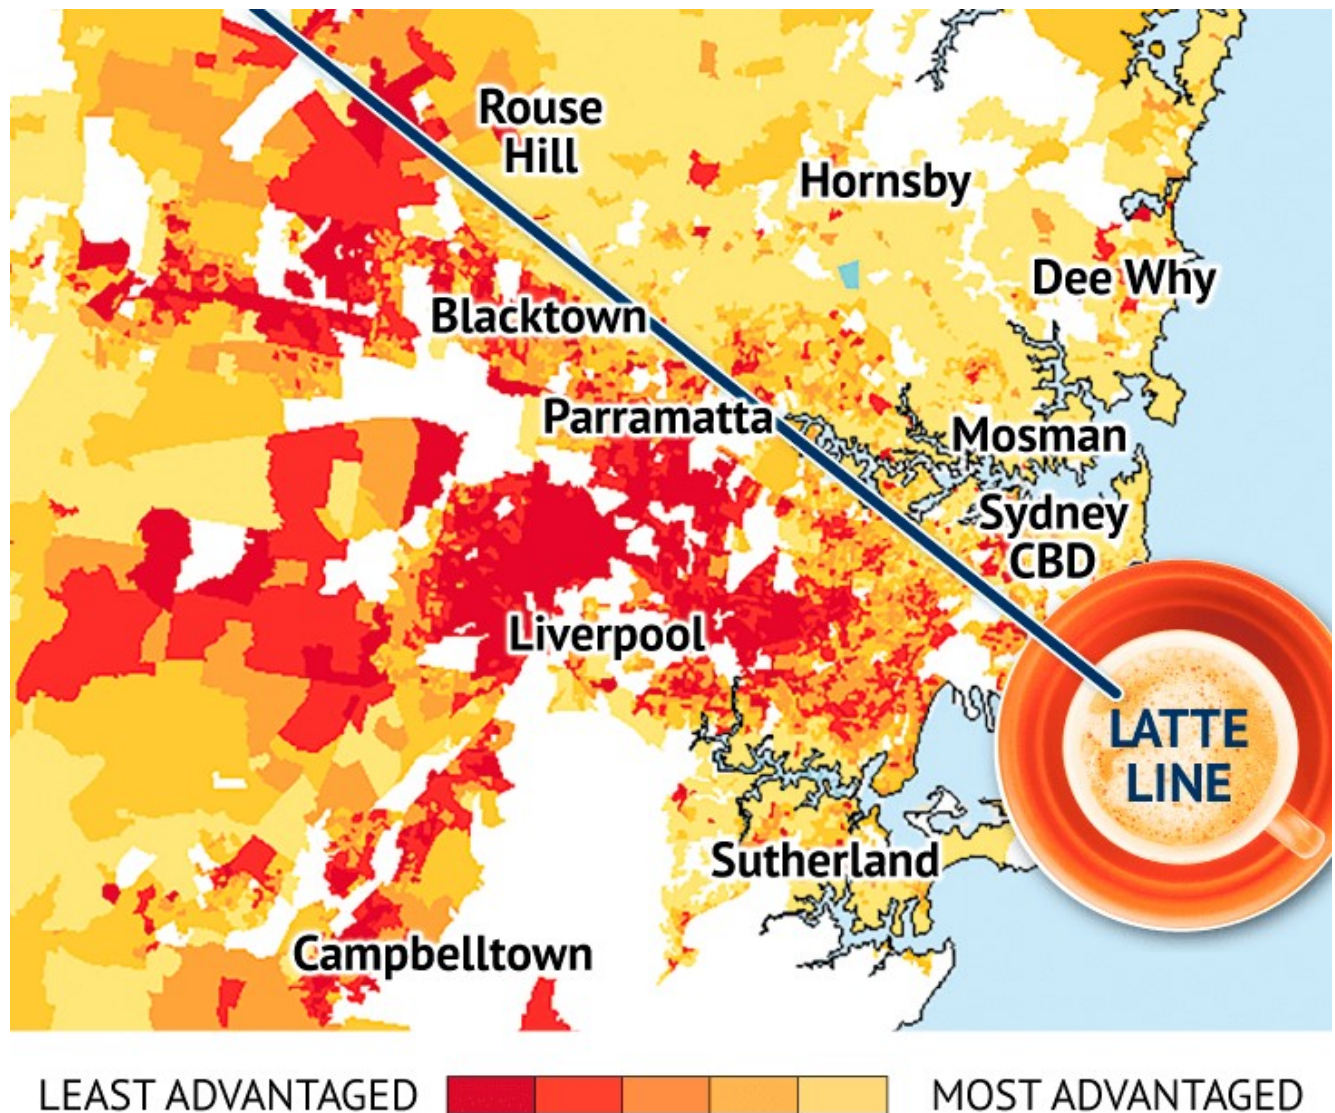 Rouse
Hill
Hornsby
Dee Why
Blacktown
Parramatta
Mosman
Sydney
CBD
Liverpool
LATTE
LINE
Sutherland
Campbelltown
LEAST ADVANTAGED MOST ADVANTAGED